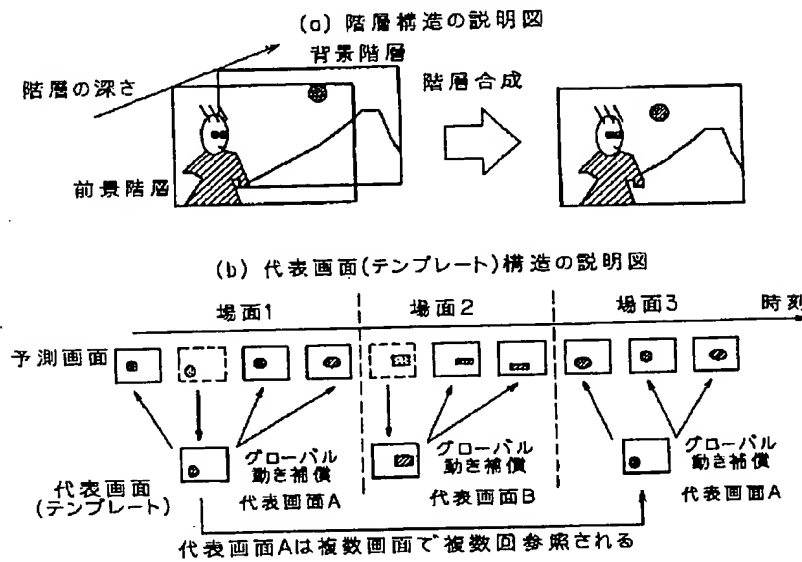 (a) 階層構造の説明図
背景階層
階層の深さ
階層合成
前景階層
(b) 代表画面(テンプレート)構造の説明図
場面1
場面2
場面3
時刻
予測画面
グローバル
動き補償
グローバル
動き補償
グローバル
動き補償
代表画面
(テンプレート)
代表画面A
代表画面B
代表画面A
代表画面Aは複数画面で複数回参照される